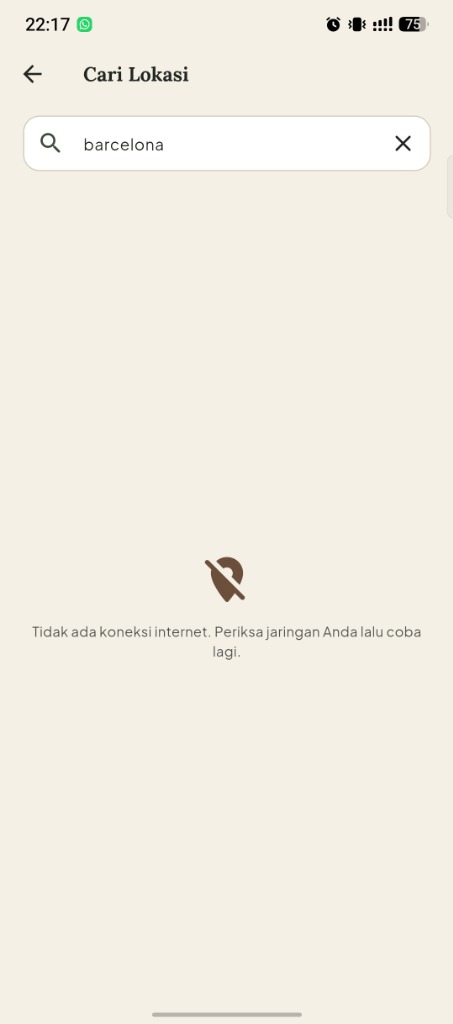 22:17
75
Cari Lokasi
barcelona
Tidak ada koneksi internet. Periksa jaringan Anda lalu coba
lagi.